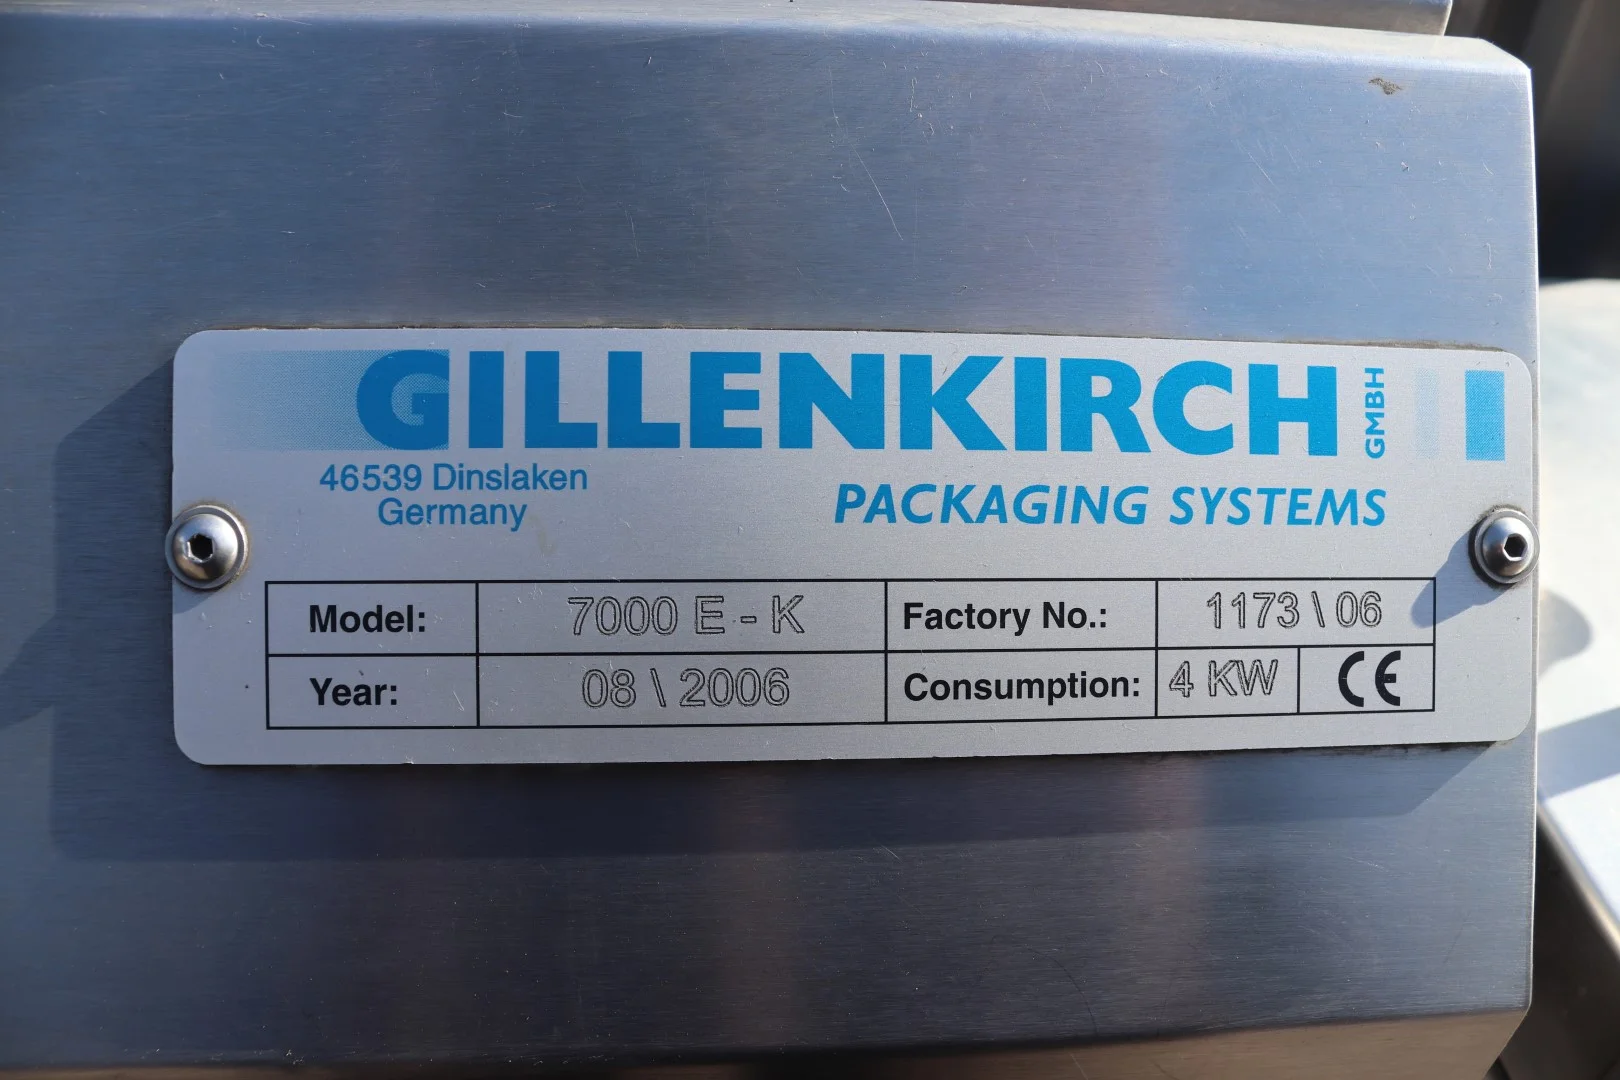 GILLENKIRCH GMBH
46539 Dinslaken
Germany
PACKAGING SYSTEMS
Model: 7000 E - K Factory No.: 1173 \ 06
Year: 08 \ 2006 Consumption: 4 KW CE